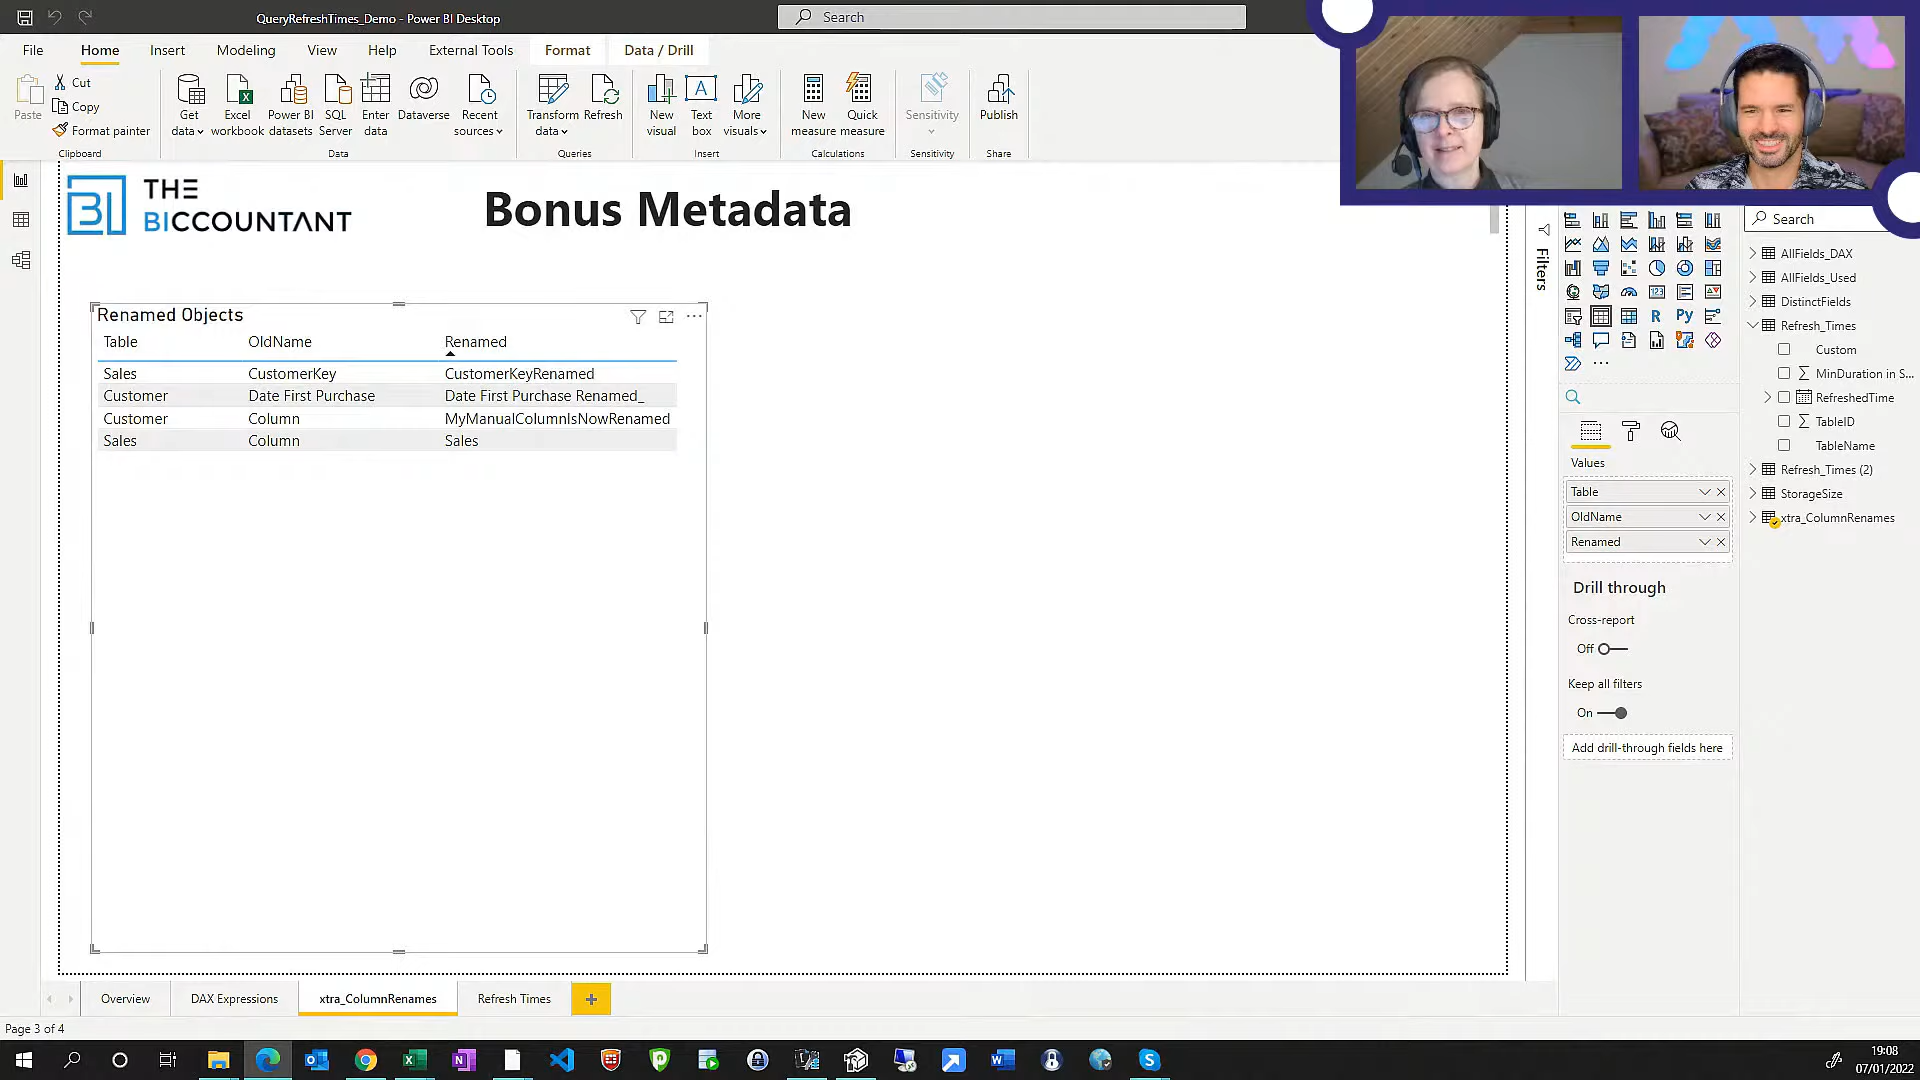 QueryRefreshTimes_Demo - Power BI Desktop
Search
File Home Insert Modeling View Help External Tools Format Data / Drill
Paste
Cut
Copy
Format painter
Clipboard
Get data
Excel workbook
Power BI datasets
SQL Server
Enter data
Dataverse
Recent sources
Data
Transform data
Refresh
Queries
New visual
Text box
More visuals
Insert
New measure
Quick measure
Calculations
Sensitivity
Sensitivity
Publish
Share
THE
BICCOUNTANT
Bonus Metadata
Renamed Objects
Table OldName Renamed
Sales CustomerKey CustomerKeyRenamed
Customer Date First Purchase Date First Purchase Renamed_
Customer Column MyManualColumnIsNowRenamed
Sales Column Sales
Filters
R Py
123
Values
Table
OldName
Renamed
Drill through
Cross-report
Off
Keep all filters
On
Add drill-through fields here
Search
AllFields_DAX
AllFields_Used
DistinctFields
Refresh_Times
Custom
MinDuration in S...
RefreshedTime
TableID
TableName
Refresh_Times (2)
StorageSize
xtra_ColumnRenames
Overview DAX Expressions xtra_ColumnRenames Refresh Times
Page 3 of 4
19:08
07/01/2022